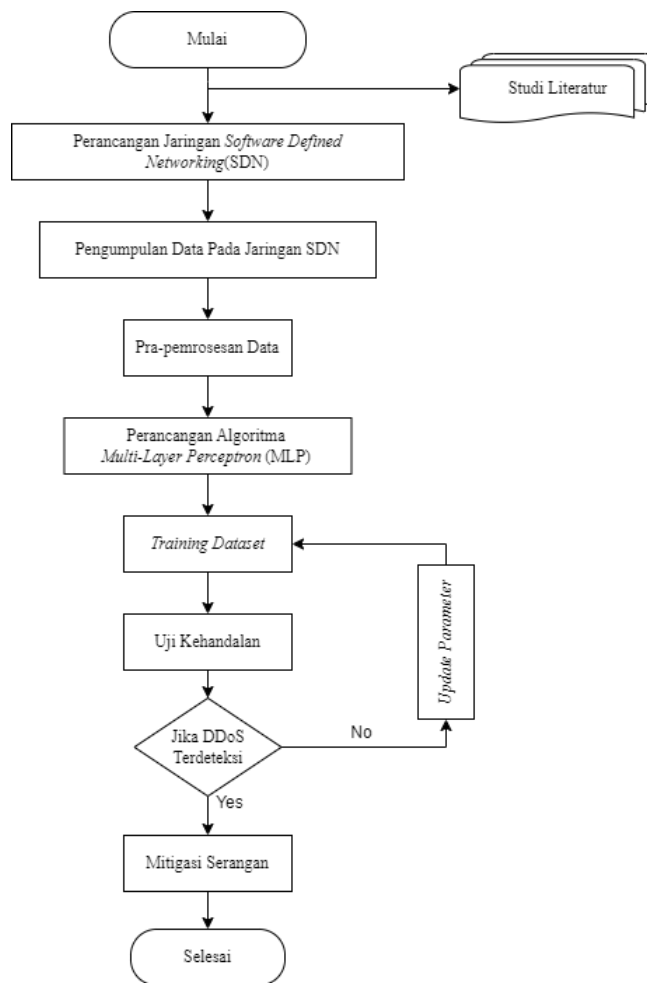 Mulai
Studi Literatur
Perancangan Jaringan Software Defined
Networking(SDN)
Pengumpulan Data Pada Jaringan SDN
Pra-pemrosesan Data
Perancangan Algoritma
Multi-Layer Perceptron (MLP)
Training Dataset
Update Parameter
Uji Kehandalan
Jika DDoS
Terdeteksi
No
Yes
Mitigasi Serangan
Selesai